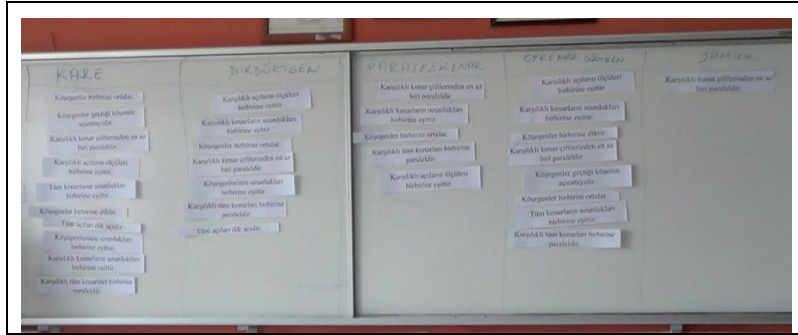 KARE
Köşegenler birbirini ortalar.
Köşegenler geçtiği köşenin
açıortayıdır.
Karşılıklı kenar çiftlerinden en az
biri paraleldir.
Karşılıklı açıların ölçüleri
birbirine eşittir.
Tüm kenarların uzunlukları
birbirine eşittir.
Köşegenler birbirine diktir.
Tüm açıları dik açıdır.
Köşegenlerinin uzunlukları
birbirine eşittir.
Karşılıklı kenarların uzunlukları
birbirine eşittir.
Karşılıklı tüm kenarları birbirine
paraleldir.
DİKDÖRTGEN
Karşılıklı açıların ölçüleri
birbirine eşittir.
Karşılıklı kenarların uzunlukları
birbirine eşittir.
Köşegenler birbirini ortalar.
Karşılıklı kenar çiftlerinden en az
biri paraleldir.
Köşegenlerinin uzunlukları
birbirine eşittir.
Karşılıklı tüm kenarları birbirine
paraleldir.
Tüm açıları dik açıdır.
PARALELKENAR
Karşılıklı kenar çiftlerinden en az
biri paraleldir.
Karşılıklı kenarların uzunlukları
birbirine eşittir.
Köşegenler birbirini ortalar.
Karşılıklı tüm kenarları birbirine
paraleldir.
Karşılıklı açıların ölçüleri
birbirine eşittir.
EŞKENAR DÖRTGEN
Karşılıklı açıların ölçüleri
birbirine eşittir.
Karşılıklı kenarların uzunlukları
birbirine eşittir.
Köşegenler birbirine diktir.
Karşılıklı kenar çiftlerinden en az
biri paraleldir.
Köşegenler geçtiği köşenin
açıortayıdır.
Köşegenler birbirini ortalar.
Tüm kenarların uzunlukları
birbirine eşittir.
Karşılıklı tüm kenarları birbirine
paraleldir.
YAMUK
Karşılıklı kenar çiftlerinden en az
biri paraleldir.